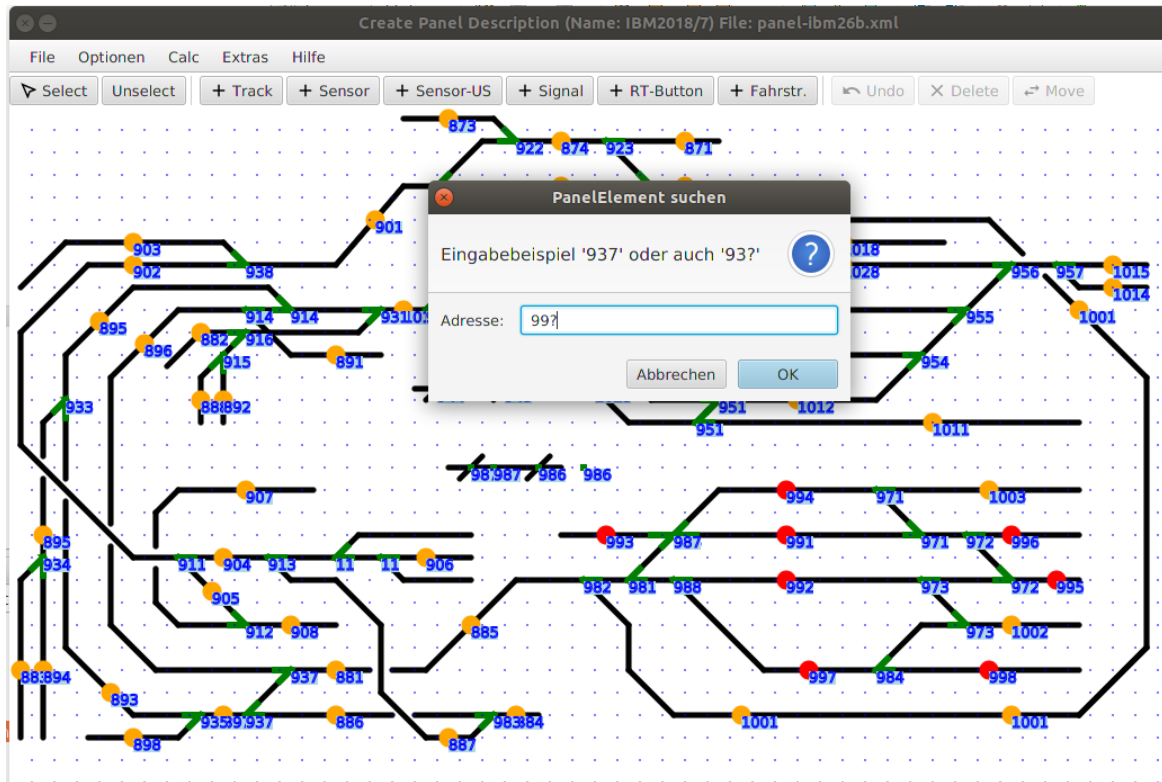 Create Panel Description (Name: IBM2018/7) File: panel-ibm26b.xml
File Optionen Calc Extras Hilfe
Select Unselect + Track + Sensor + Sensor-US + Signal + RT-Button + Fahrstr. Undo Delete Move
873
922 874 923 871
PanelElement suchen
901
903
902 938
Eingabebeispiel '937' oder auch '93?'
956 957 1015
1014
914 914 931
Adresse: 99?
955 1001
895
882 916
896
915 891
954
Abbrechen OK
892
933
951 1012
951 1011
987 986 986
907
994 971 1003
895
993 987 991 971 972 996
934
911 904 913 11 11 906
982 981 988 992 973 972 995
905
912 908 885
973 1002
894
937 881
997 984 998
893
935 937 886
983 884
1001 1001
898
887